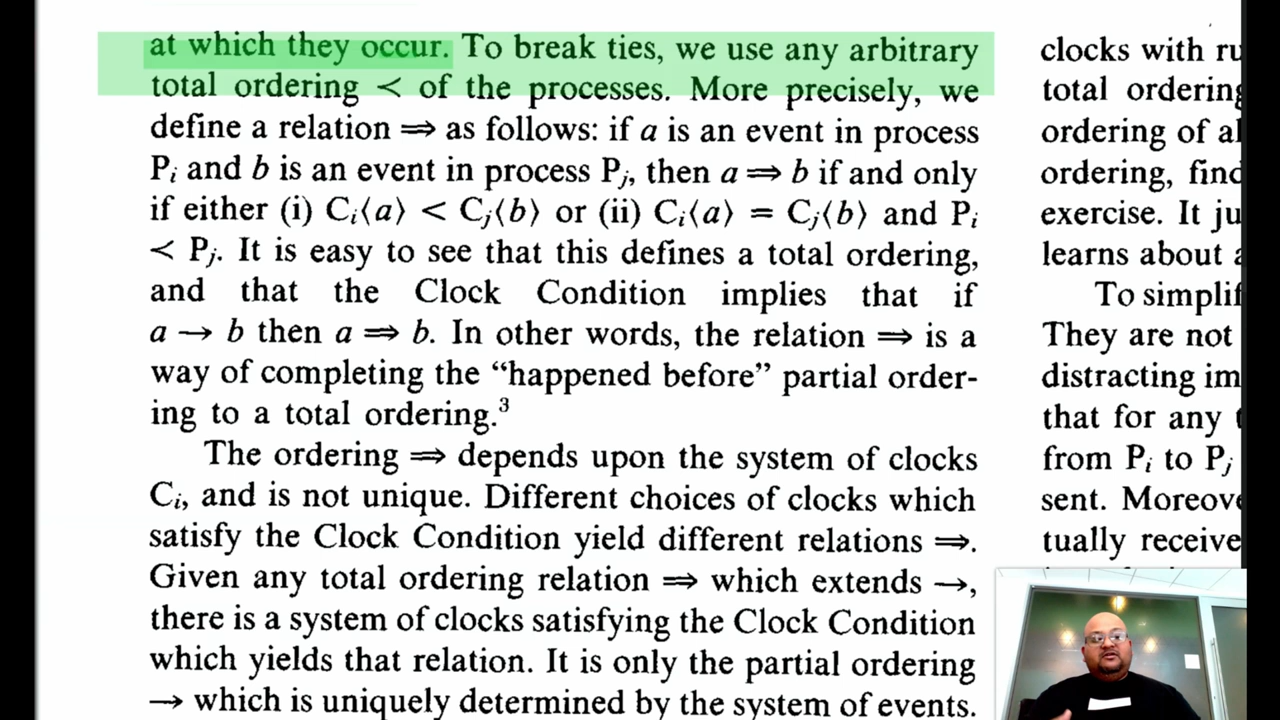 at which they occur. To break ties, we use any arbitrary
total ordering ≺ of the processes. More precisely, we
define a relation ⇒ as follows: if a is an event in process
Pᵢ and b is an event in process Pⱼ, then a ⇒ b if and only
if either (i) Cᵢ⟨a⟩ < Cⱼ⟨b⟩ or (ii) Cᵢ⟨a⟩ = Cⱼ⟨b⟩ and Pᵢ
≺ Pⱼ. It is easy to see that this defines a total ordering,
and that the Clock Condition implies that if
a → b then a ⇒ b. In other words, the relation ⇒ is a
way of completing the “happened before” partial order-
ing to a total ordering.³
The ordering ⇒ depends upon the system of clocks
Cᵢ, and is not unique. Different choices of clocks which
satisfy the Clock Condition yield different relations ⇒.
Given any total ordering relation ⇒ which extends →,
there is a system of clocks satisfying the Clock Condition
which yields that relation. It is only the partial ordering
→ which is uniquely determined by the system of events.
clocks with
total
ordering of
ordering,
exercise. It
learns about
To
They are not
distracting
that for any
from Pᵢ to Pⱼ
sent.